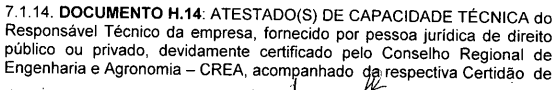 7.1.14. DOCUMENTO H.14: ATESTADO(S) DE CAPACIDADE TÉCNICA do
Responsável Técnico da empresa, fornecido por pessoa jurídica de direito
público ou privado, devidamente certificado pelo Conselho Regional de
Engenharia e Agronomia – CREA, acompanhado da respectiva Certidão de